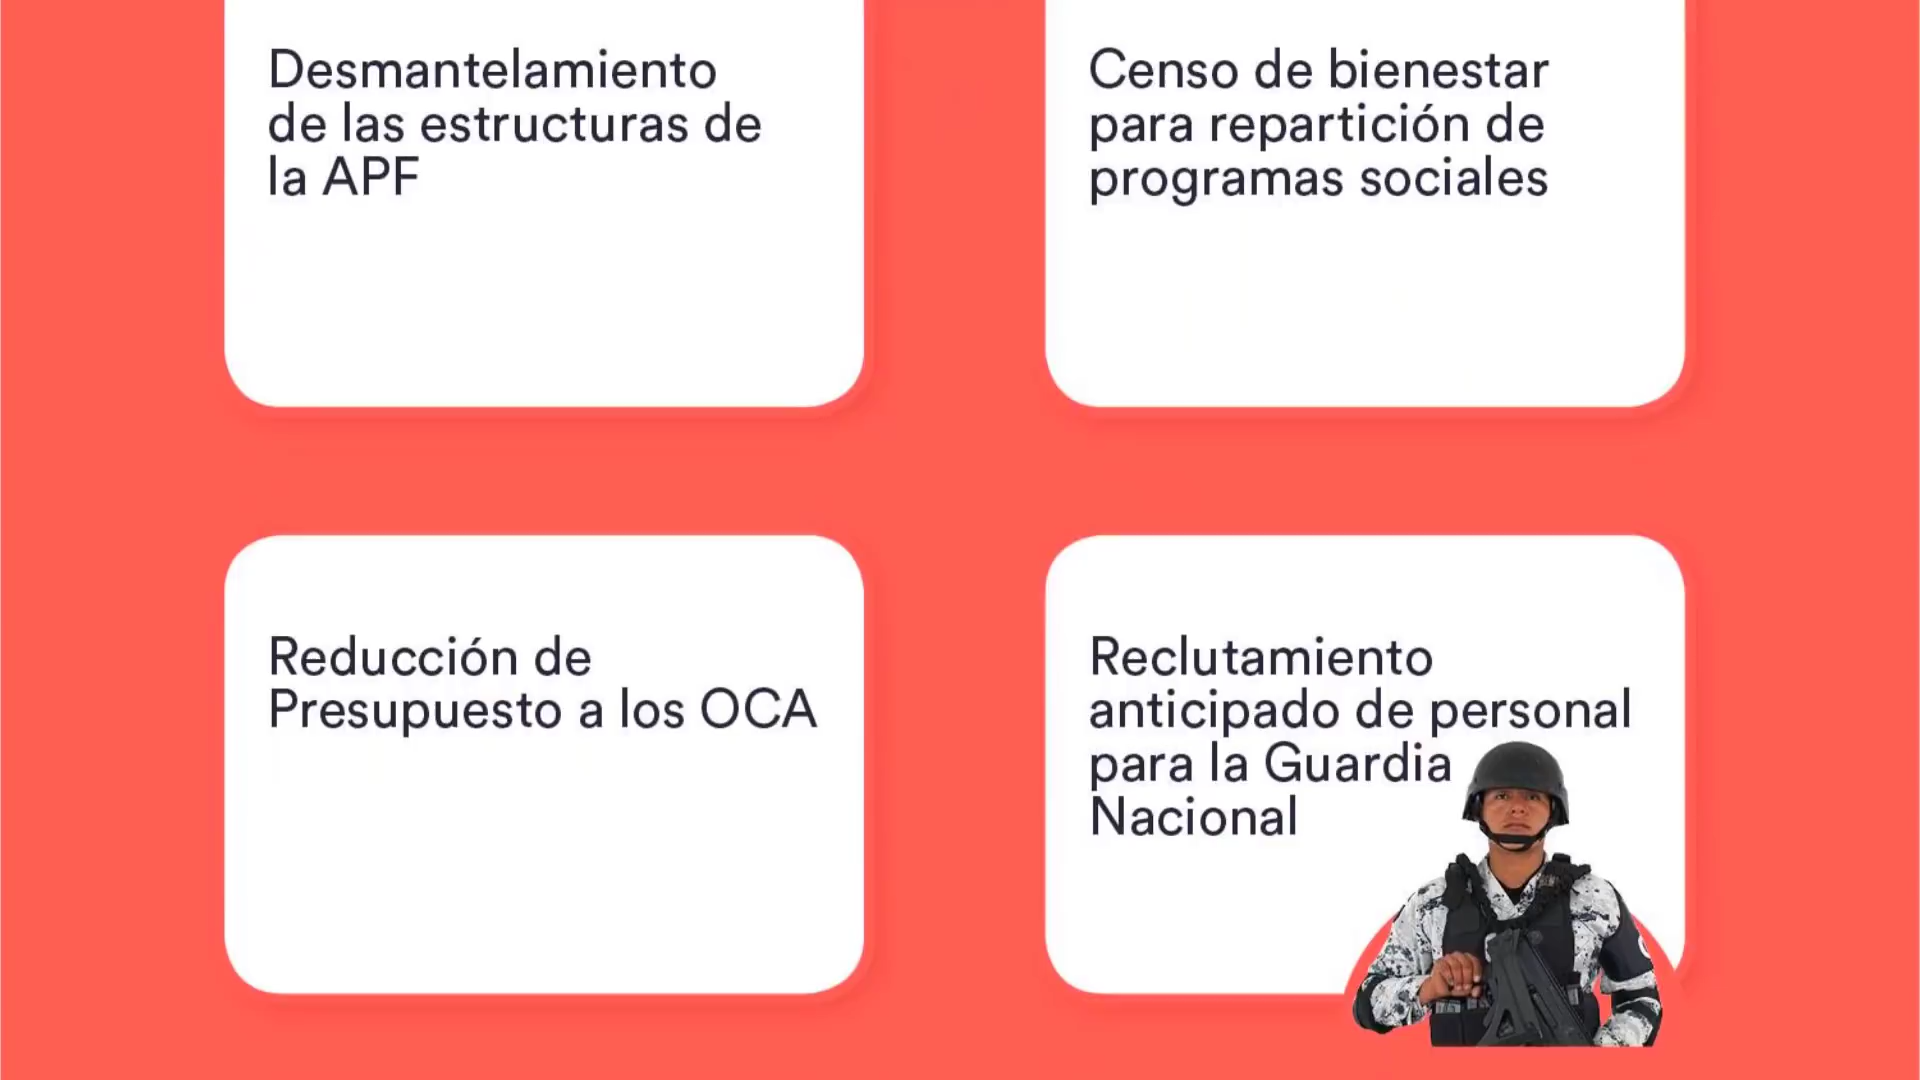 Desmantelamiento
de las estructuras de
la APF
Censo de bienestar
para repartición de
programas sociales
Reducción de
Presupuesto a los OCA
Reclutamiento
anticipado de personal
para la Guardia
Nacional